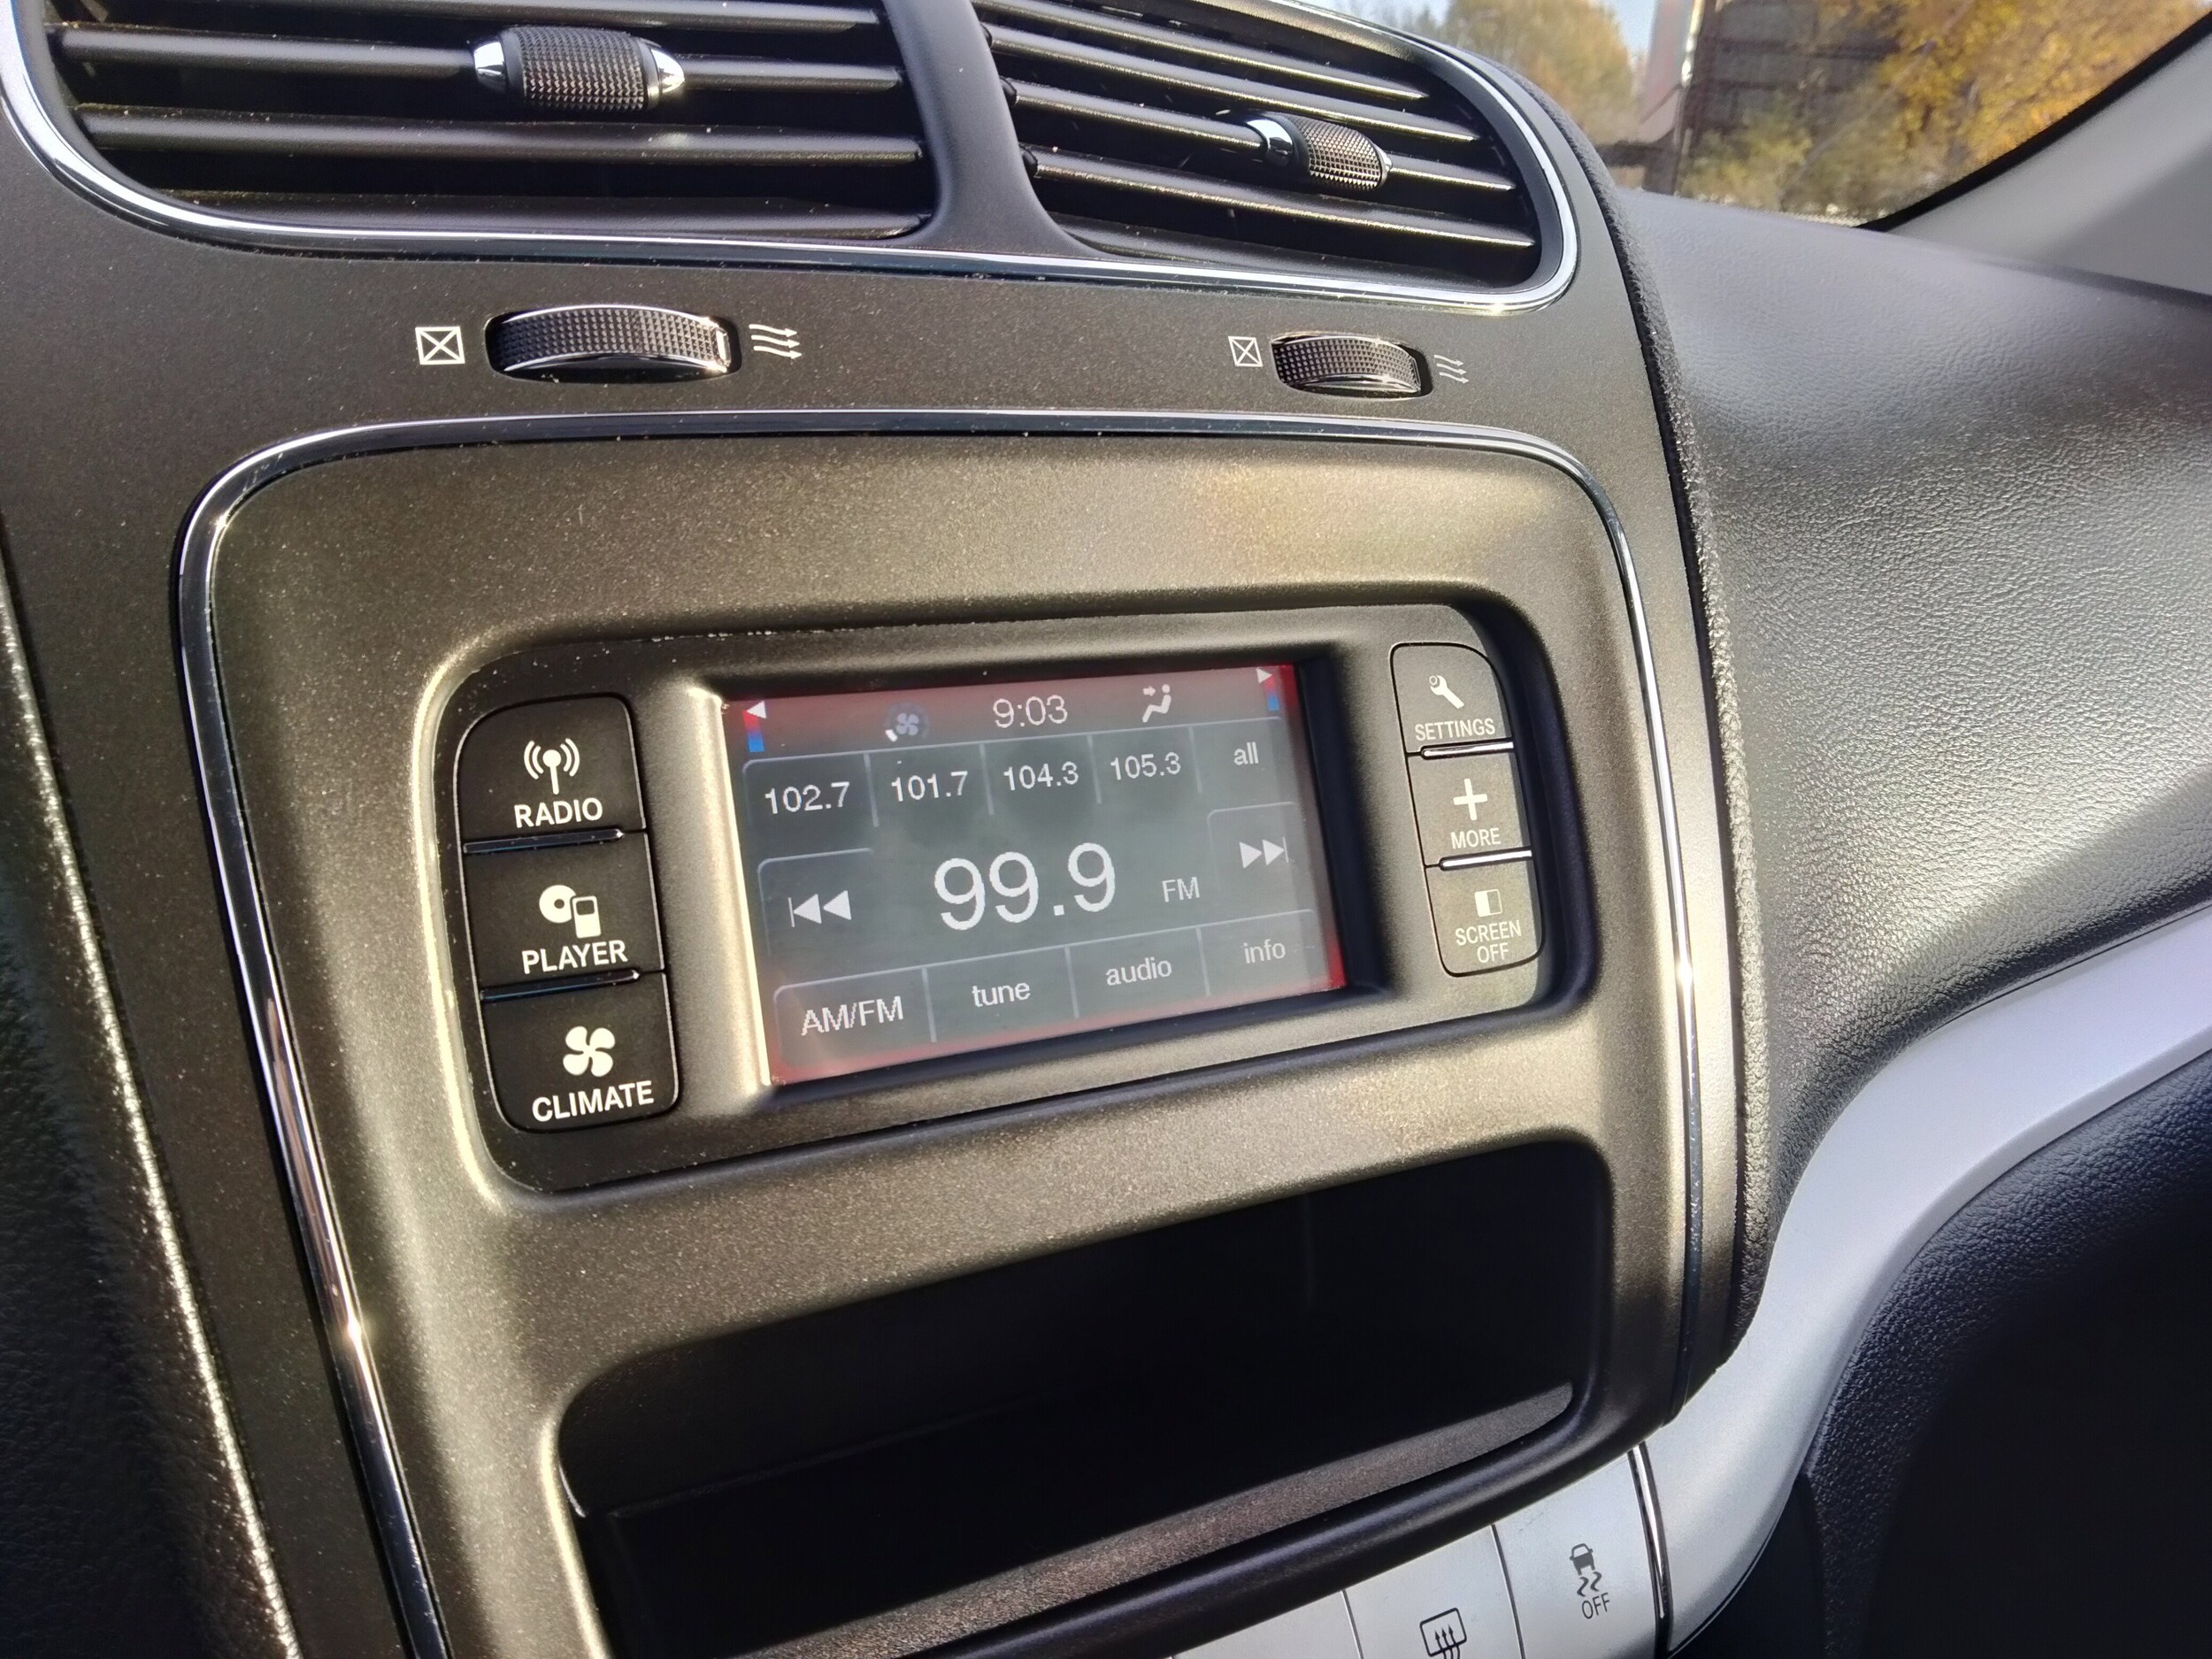 RADIO
PLAYER
CLIMATE
9:03
102.7 101.7 104.3 105.3 all
99.9 FM
AM/FM tune audio info
SETTINGS
MORE
SCREEN
OFF
OFF